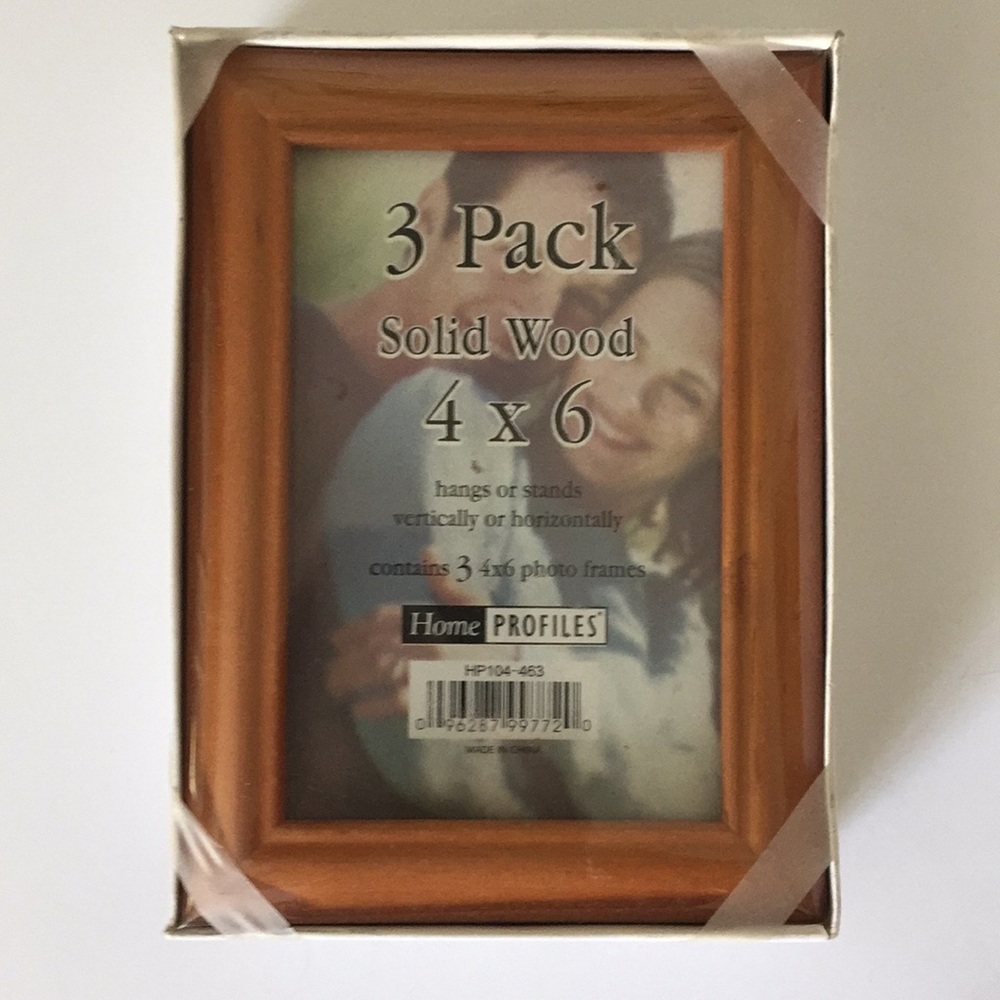 3 Pack
Solid Wood
4 x 6
hangs or stands
vertically or horizontally
contains 3 4x6 photo frames
Home PROFILES
HP104-463
0 96287 99772 0
MADE IN CHINA